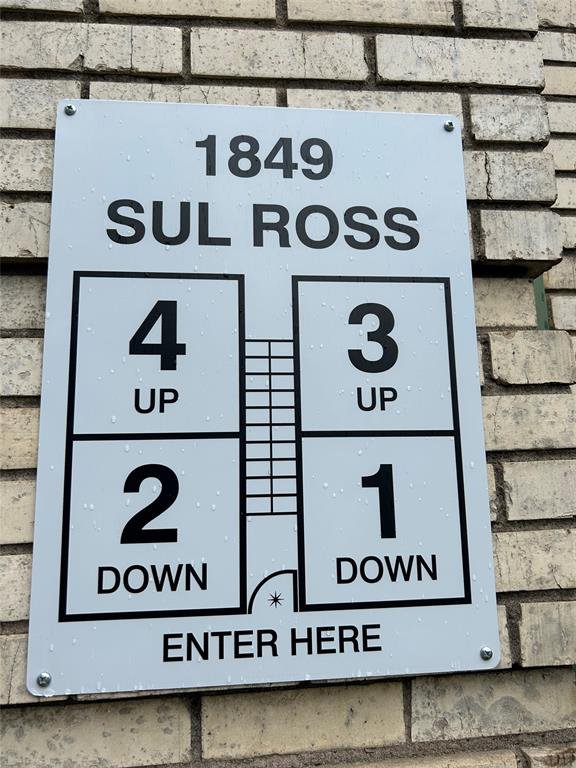 1849
SUL ROSS
4 3
UP UP
2 1
DOWN DOWN
ENTER HERE